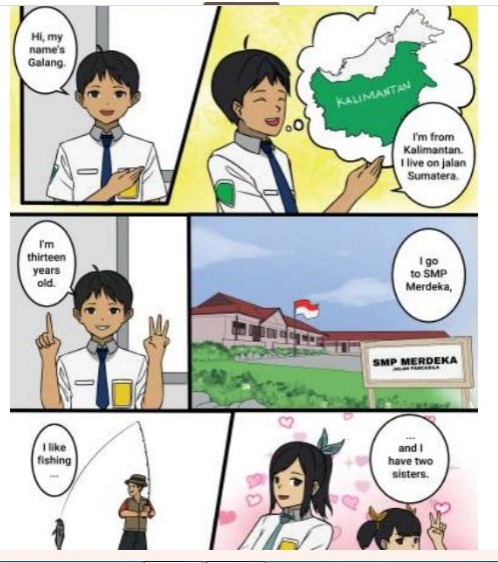 Hi, my
name's
Galang.
KALIMANTAN
I'm from
Kalimantan.
I live on jalan
Sumatera.
I'm
thirteen
years
old.
I go
to SMP
Merdeka,
SMP MERDEKA
JALAN PANCASILA
I like
fishing
...
...
and I
have two
sisters.